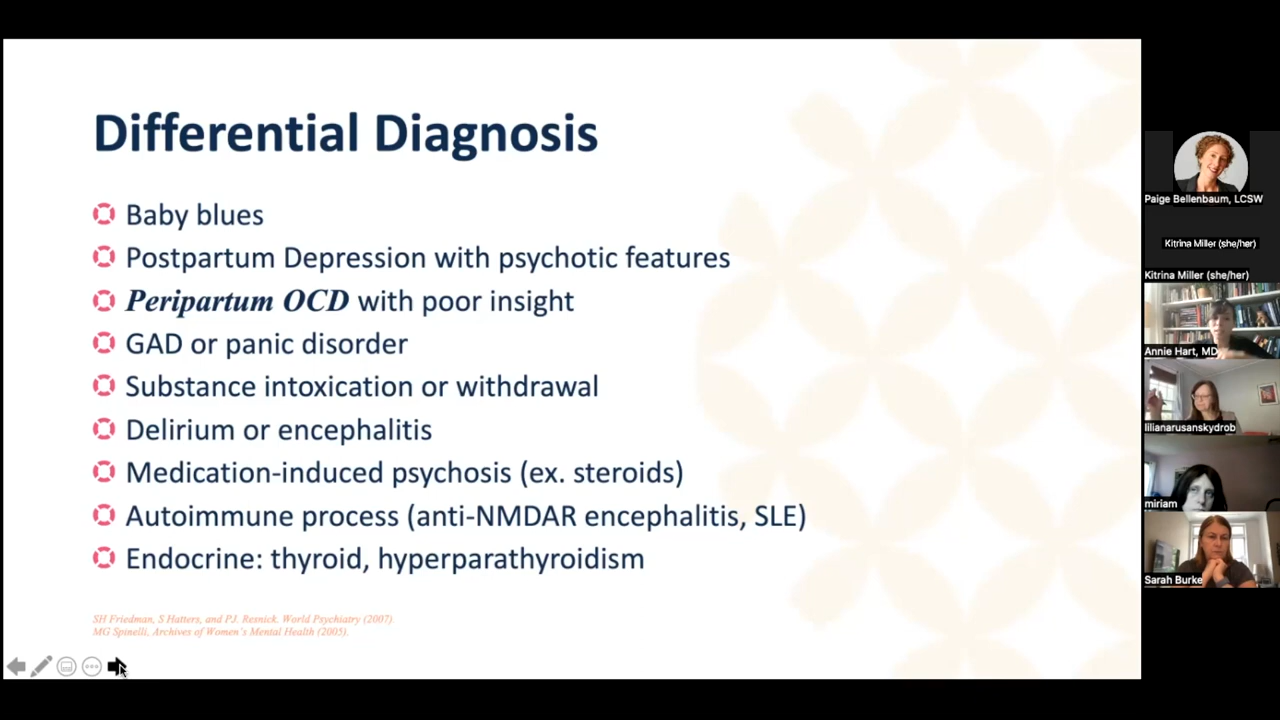 Differential Diagnosis
Baby blues
Postpartum Depression with psychotic features
Peripartum OCD with poor insight
GAD or panic disorder
Substance intoxication or withdrawal
Delirium or encephalitis
Medication-induced psychosis (ex. steroids)
Autoimmune process (anti-NMDAR encephalitis, SLE)
Endocrine: thyroid, hyperparathyroidism
SH Friedman, S Hatters, and P.J. Resnick. World Psychiatry (2007).
MG Spinelli, Archives of Women's Mental Health (2005).
Paige Bellenbaum, LCSW
Kitrina Miller (she/her)
Kitrina Miller (she/her)
Annie Hart, MD
lilianarusanskydrob
miriam
Sarah Burke